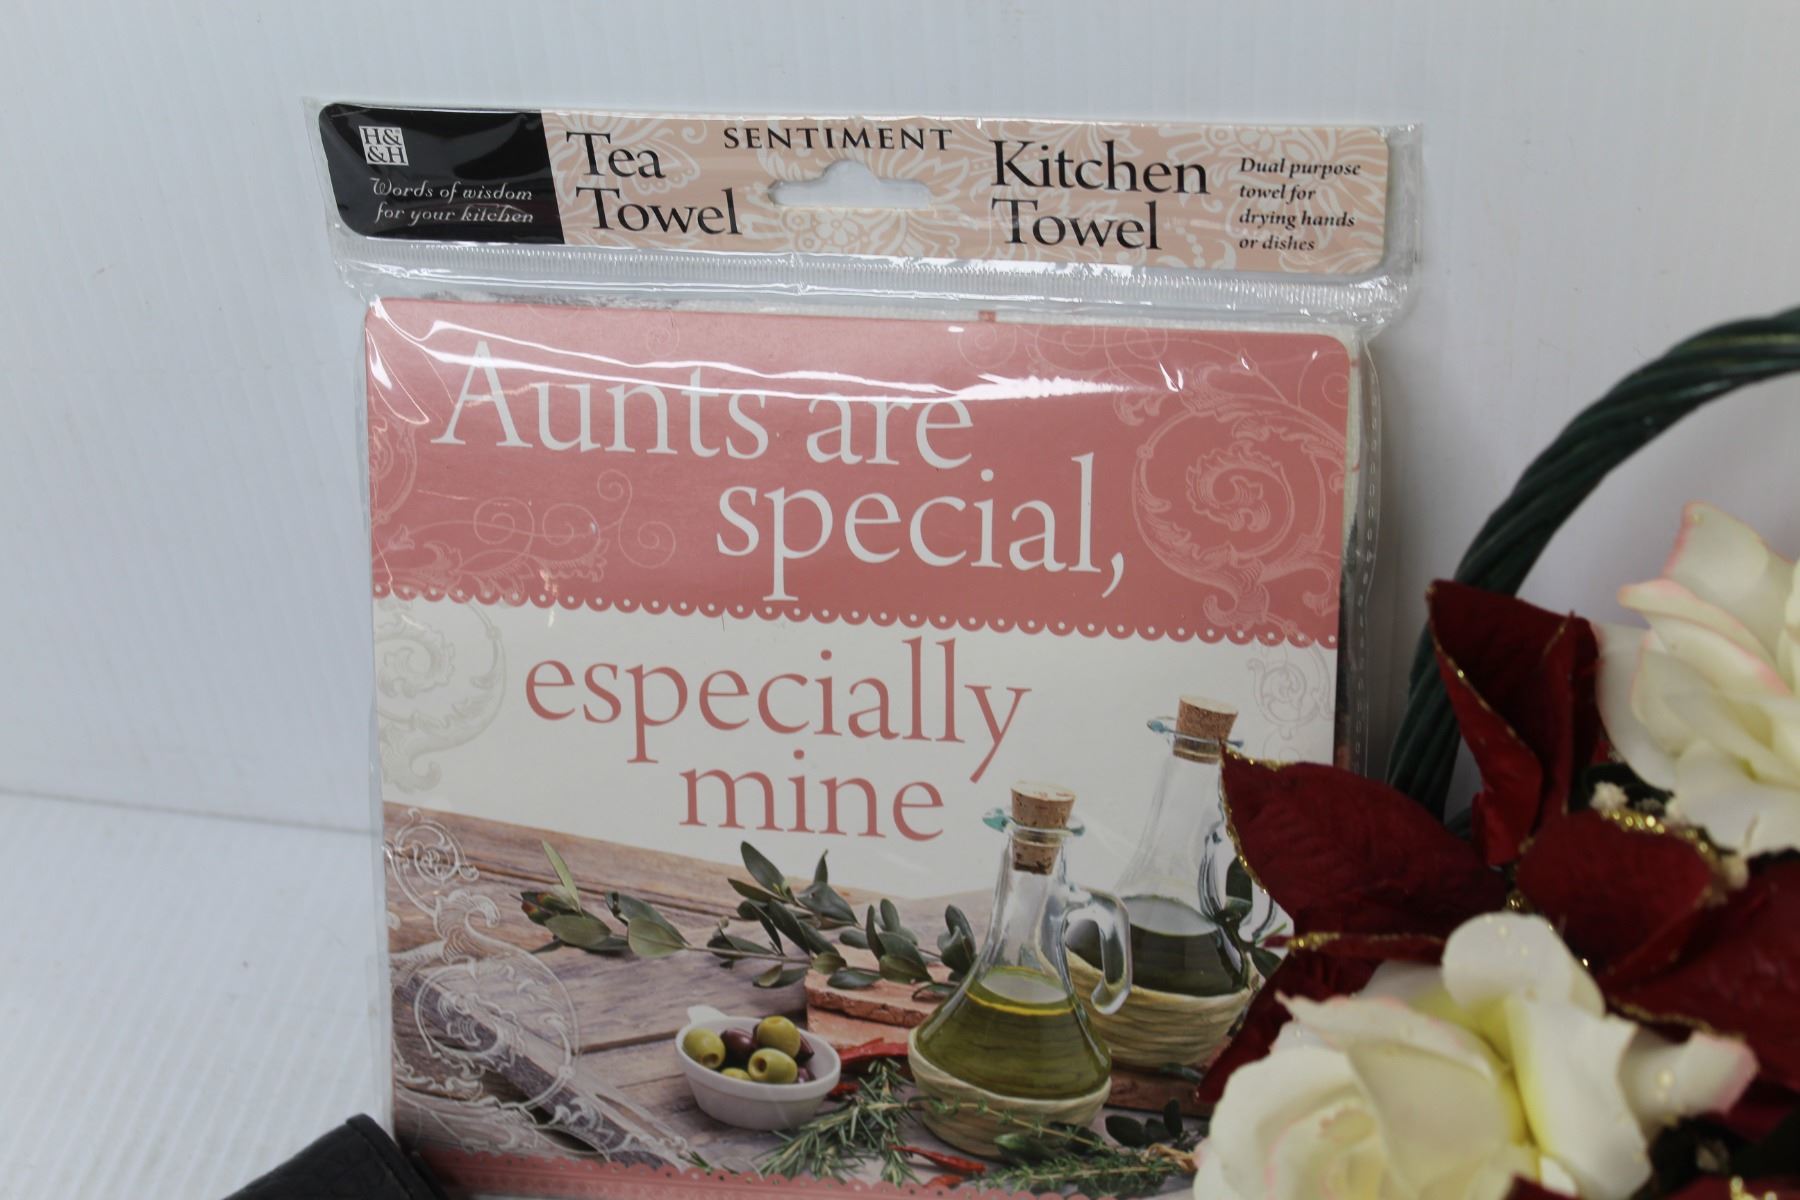 H&
&H
Words of wisdom
for your kitchen
Tea
Towel
SENTIMENT
Kitchen
Towel
Dual purpose
towel for
drying hands
or dishes
Aunts are
special,
especially
mine